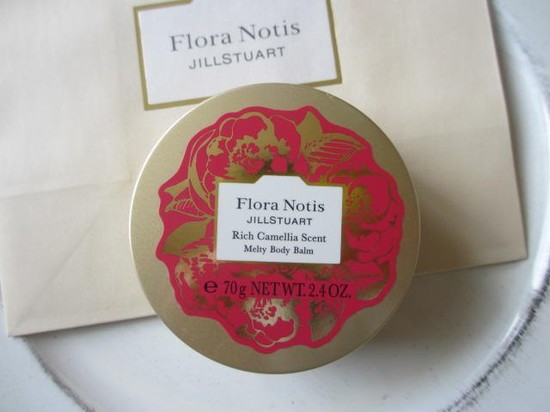 Flora Notis
JILLSTUART
Flora Notis
JILLSTUART
Rich Camellia Scent
Melty Body Balm
℮ 70g NET WT. 2.4 OZ.